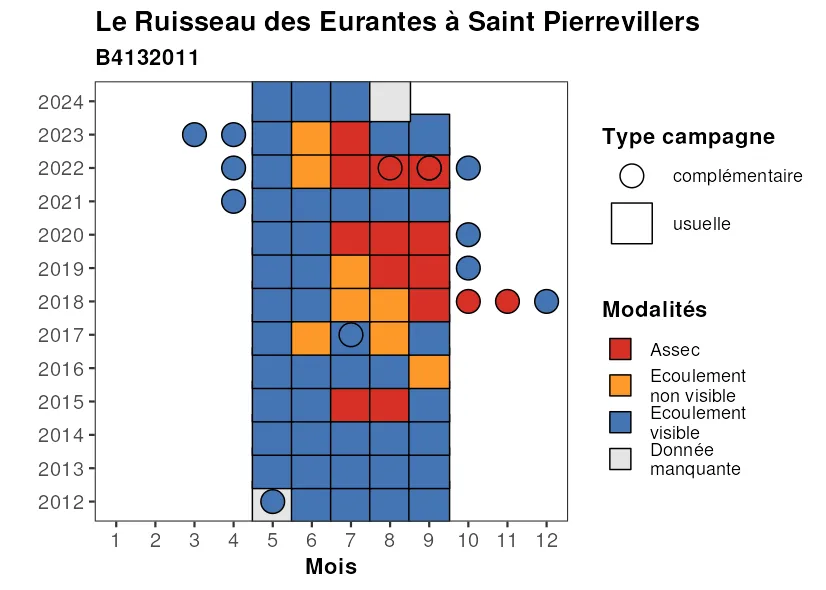 Le Ruisseau des Eurantes à Saint Pierrevillers
B4132011
2024
2023
2022
2021
2020
2019
2018
2017
2016
2015
2014
2013
2012
1 2 3 4 5 6 7 8 9 10 11 12
Mois
Type campagne
complémentaire
usuelle
Modalités
Assec
Ecoulement
non visible
Ecoulement
visible
Donnée
manquante